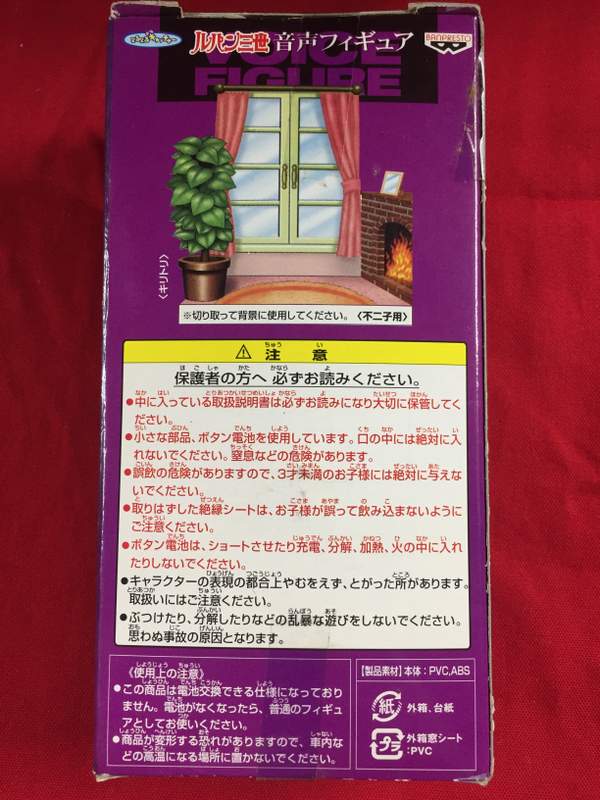 ルパン三世 音声フィギュア
BANPRESTO
VOICE
FIGURE
〈キリトリ〉
※切り取って背景に使用してください。〈不二子用〉
⚠ 注意
保護者の方へ 必ずお読みください。
●中に入っている取扱説明書は必ずお読みになり大切に保管してく
ださい。
●小さな部品、ボタン電池を使用しています。口の中には絶対に入
れないでください。窒息などの危険があります。
●誤飲の危険がありますので、3才未満のお子様には絶対に与えな
いでください。
●取りはずした絶縁シートは、お子様が誤って飲み込まないように
ご注意ください。
●ボタン電池は、ショートさせたり充電、分解、加熱、火の中に入れ
たりしないでください。
●キャラクターの表現の都合上やむをえず、とがった所があります。
取扱いにはご注意ください。
●ぶつけたり、分解したりなどの乱暴な遊びをしないでください。
思わぬ事故の原因となります。
《使用上の注意》
●この商品は電池交換できる仕様になっており
ません。電池がなくなったら、普通のフィギュ
アとしてお使いください。
●商品が変形する恐れがありますので、車内な
どの高温になる場所に置かないでください。
【製品素材】本体：PVC,ABS
紙 外箱、台紙
プラ 外箱窓シート
:PVC